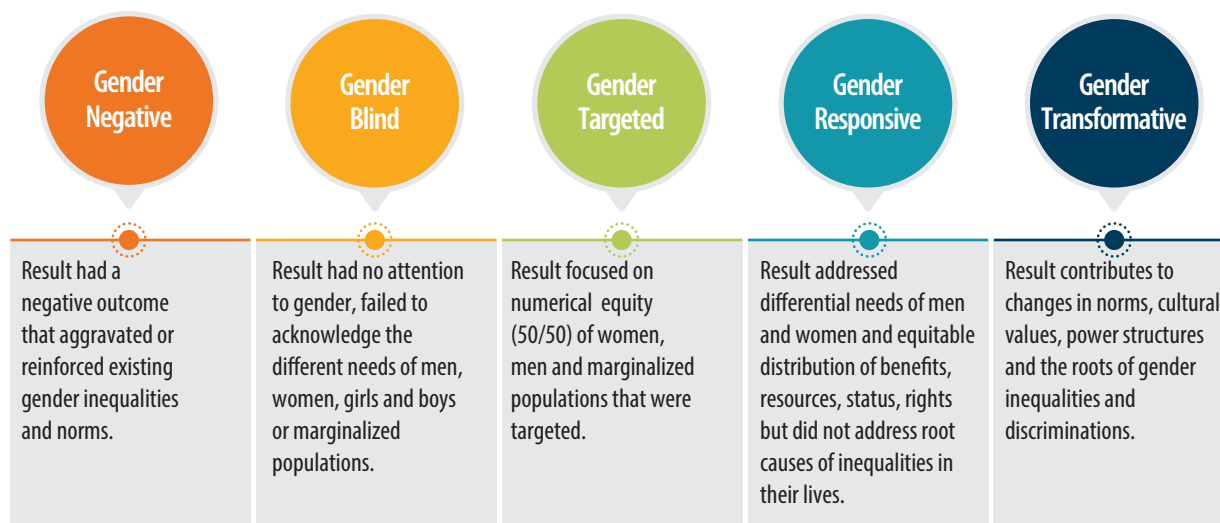 Gender
Negative
Gender
Blind
Gender
Targeted
Gender
Responsive
Gender
Transformative
Result had a
negative outcome
that aggravated or
reinforced existing
gender inequalities
and norms.
Result had no attention
to gender, failed to
acknowledge the
different needs of men,
women, girls and boys
or marginalized
populations.
Result focused on
numerical equity
(50/50) of women,
men and marginalized
populations that were
targeted.
Result addressed
differential needs of men
and women and equitable
distribution of benefits,
resources, status, rights
but did not address root
causes of inequalities in
their lives.
Result contributes to
changes in norms, cultural
values, power structures
and the roots of gender
inequalities and
discriminations.